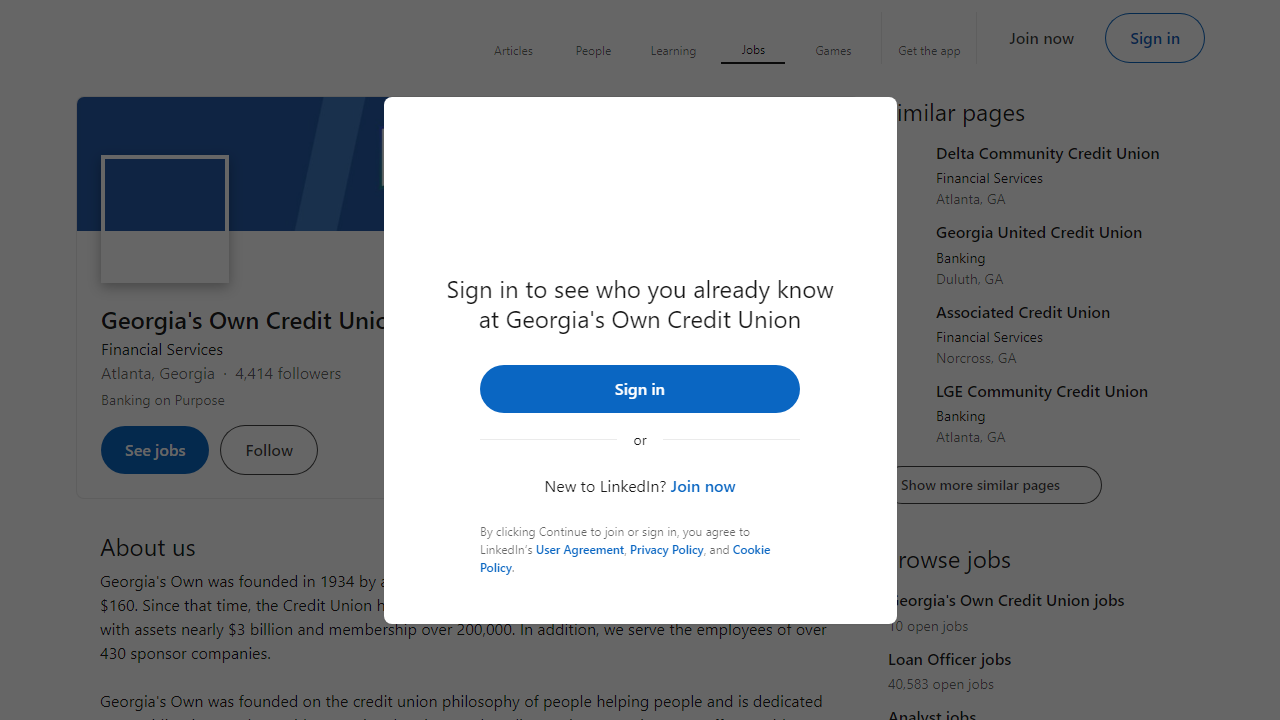 Articles
People
Learning
Jobs
Games
Get the app
Join now
Sign in
Georgia's Own Credit Unio
Financial Services
Atlanta, Georgia · 4,414 followers
Banking on Purpose
See jobs
Follow
About us
Georgia's Own was founded in 1934 by a
$160. Since that time, the Credit Union h
with assets nearly $3 billion and membership over 200,000. In addition, we serve the employees of over
430 sponsor companies.
Georgia's Own was founded on the credit union philosophy of people helping people and is dedicated
Sign in to see who you already know
at Georgia's Own Credit Union
Sign in
or
New to LinkedIn? Join now
By clicking Continue to join or sign in, you agree to
LinkedIn's User Agreement, Privacy Policy, and Cookie
Policy.
imilar pages
Delta Community Credit Union
Financial Services
Atlanta, GA
Georgia United Credit Union
Banking
Duluth, GA
Associated Credit Union
Financial Services
Norcross, GA
LGE Community Credit Union
Banking
Atlanta, GA
Show more similar pages
rowse jobs
Georgia's Own Credit Union jobs
10 open jobs
Loan Officer jobs
40,583 open jobs
Analyst jobs